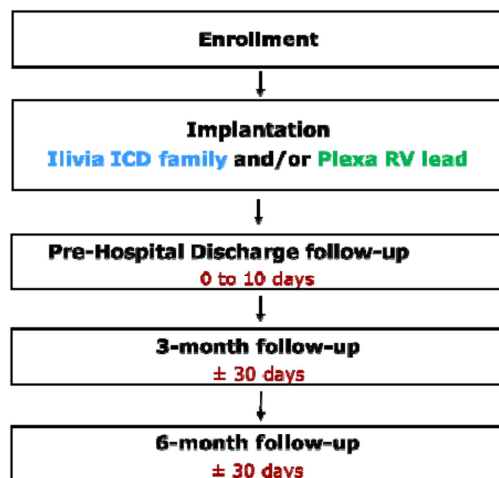 Enrollment
Implantation
Ilivia ICD family and/or Plexa RV lead
Pre-Hospital Discharge follow-up
0 to 10 days
3-month follow-up
± 30 days
6-month follow-up
± 30 days